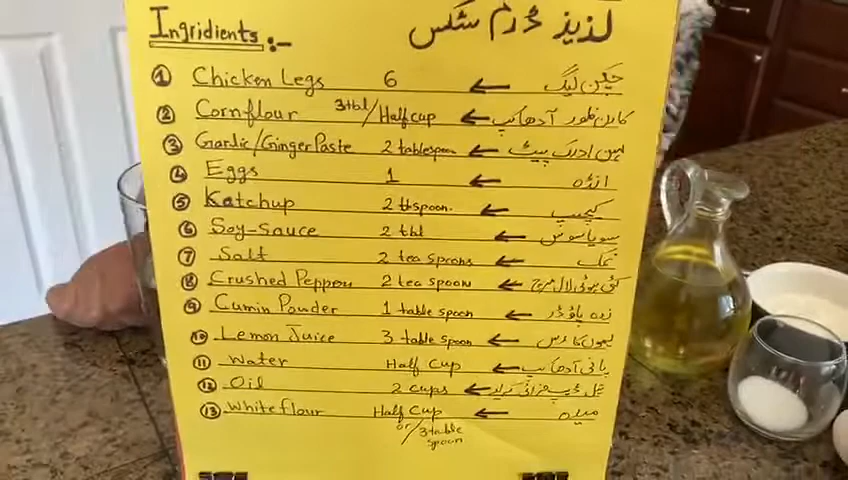 Ingridients :- لذیذ ڈرم سٹکس
① Chicken Legs 6 ← چکن لیگ
② Cornflour 3tbl/Half cup ← کارن فلور آدھا کپ
③ Garlic/Ginger Paste 2 tablespoon ← لہسن ادرک پیسٹ
④ Eggs 1 ← انڈہ
⑤ Katchup 2 tbspoon. ← کیچپ
⑥ Soy-Sauce 2 tbl ← سویا سوس
⑦ Salt 2 tea spoons ← نمک
⑧ Crushed Peppers 2 tea spoon ← کٹی ہوئی لال مرچ
⑨ Cumin Powder 1 table spoon ← زیرہ پاؤڈر
⑩ Lemon Juice 3 table spoon ← لیموں کا رس
⑪ Water Half Cup ← پانی آدھا کپ
⑫ Oil 2 cups ← تیل ڈیپ فرائی کیلئے
⑬ White flour Half Cup ← میدہ
or/3 table
spoon